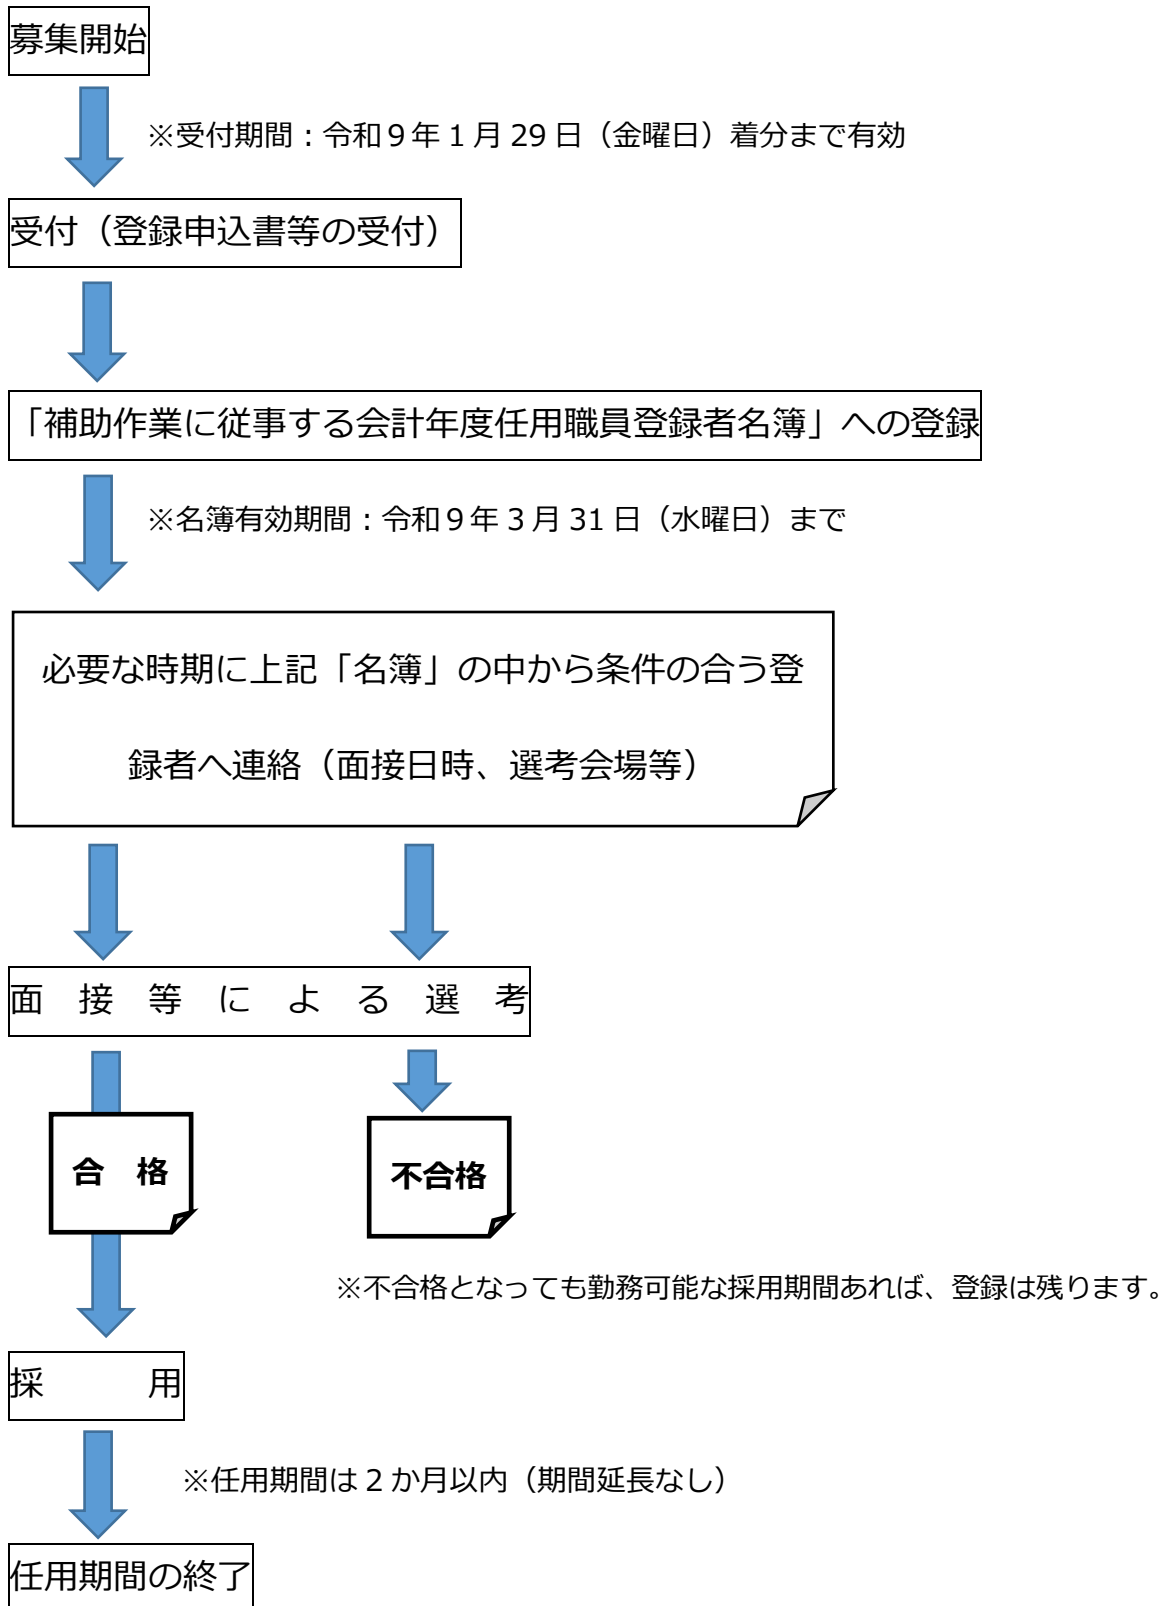 募集開始
※受付期間：令和９年１月 29 日（金曜日）着分まで有効
受付（登録申込書等の受付）
「補助作業に従事する会計年度任用職員登録者名簿」への登録
※名簿有効期間：令和９年３月 31 日（水曜日）まで
必要な時期に上記「名簿」の中から条件の合う登
録者へ連絡（面接日時、選考会場等）
面　接　等　に　よ　る　選　考
合　格
不合格
※不合格となっても勤務可能な採用期間あれば、登録は残ります。
採　　　用
※任用期間は２か月以内（期間延長なし）
任用期間の終了